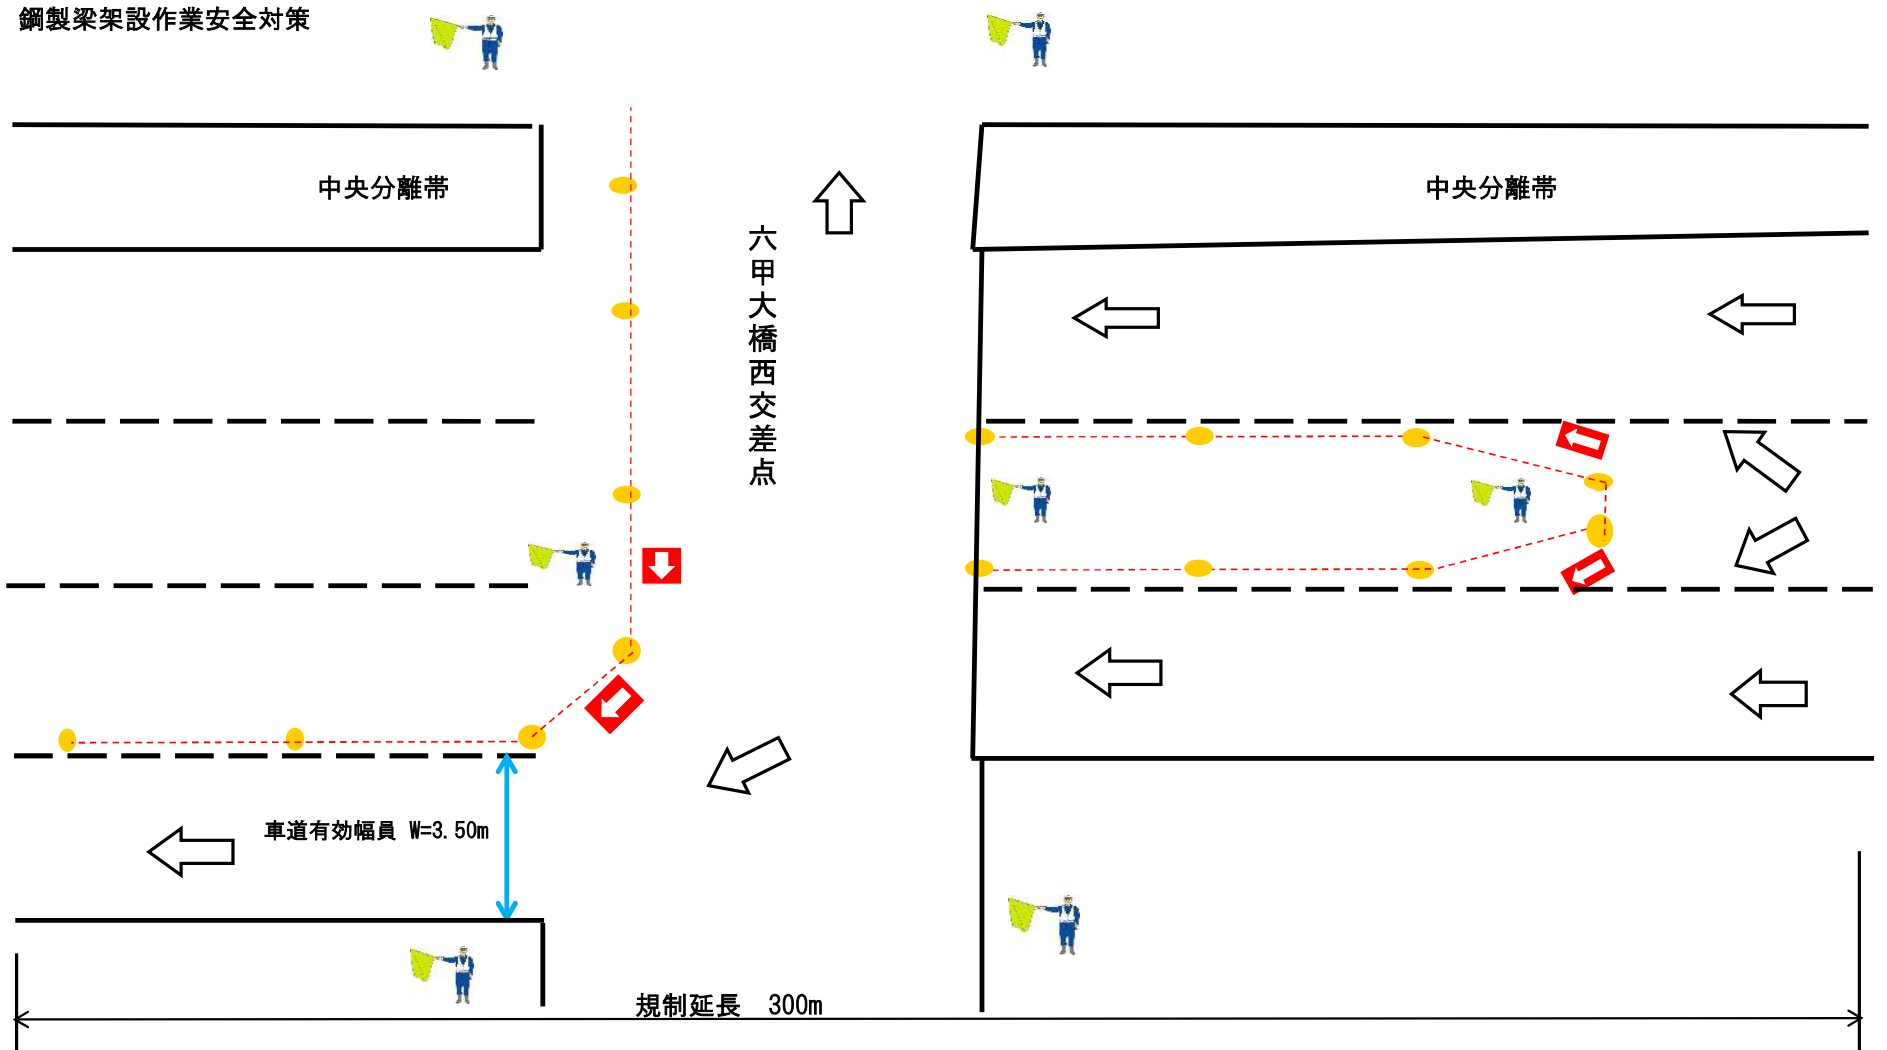 鋼製梁架設作業安全対策
中央分離帯
中央分離帯
六甲大橋西交差点
車道有効幅員 W=3.50m
規制延長　300m